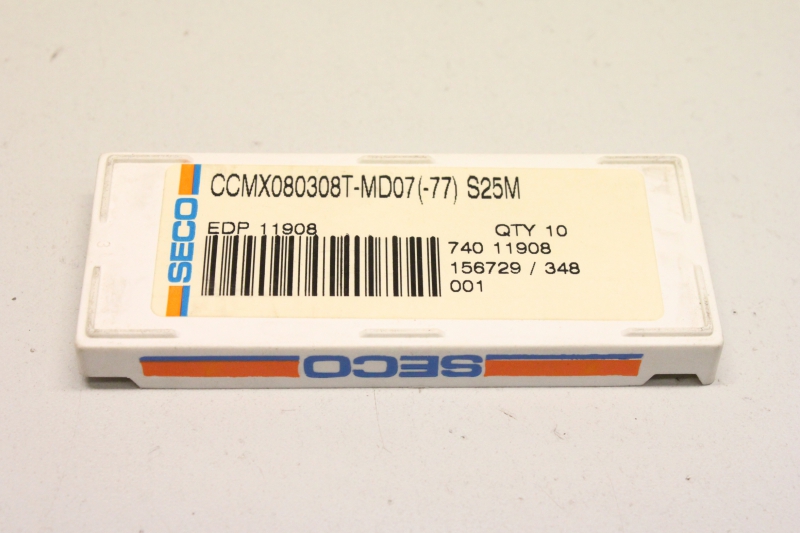 SECO
CCMX080308T-MD07(-77) S25M
EDP 11908
QTY 10
740 11908
156729 / 348
001
SECO